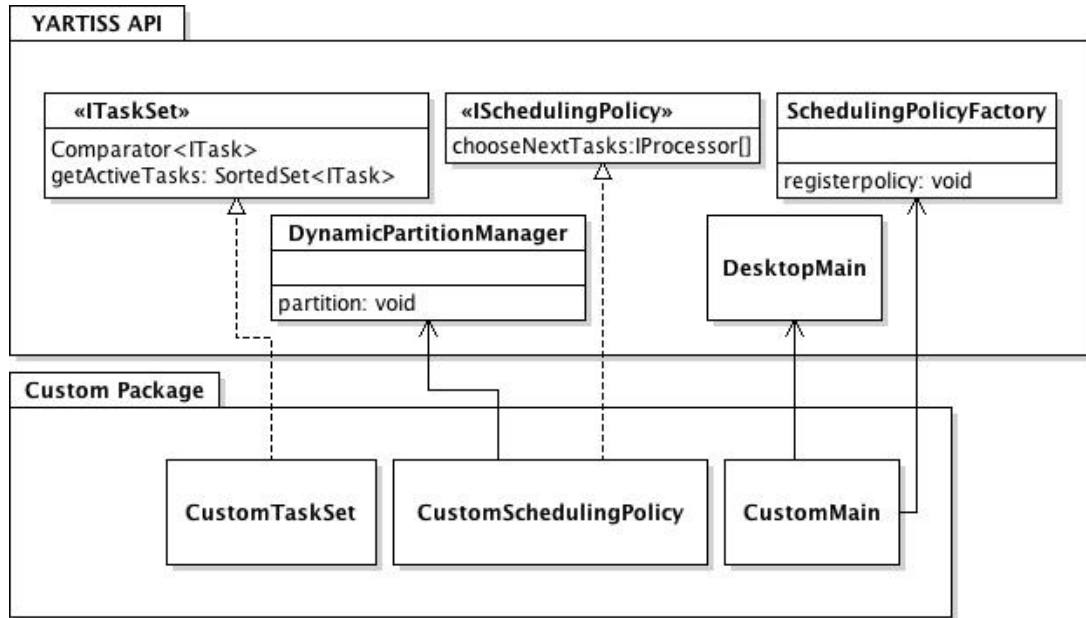 YARTISS API
«ITaskSet»
Comparator<ITask>
getActiveTasks: SortedSet<ITask>
«ISchedulingPolicy»
chooseNextTasks:IProcessor[]
SchedulingPolicyFactory
registerpolicy: void
DynamicPartitionManager
partition: void
DesktopMain
Custom Package
CustomTaskSet
CustomSchedulingPolicy
CustomMain